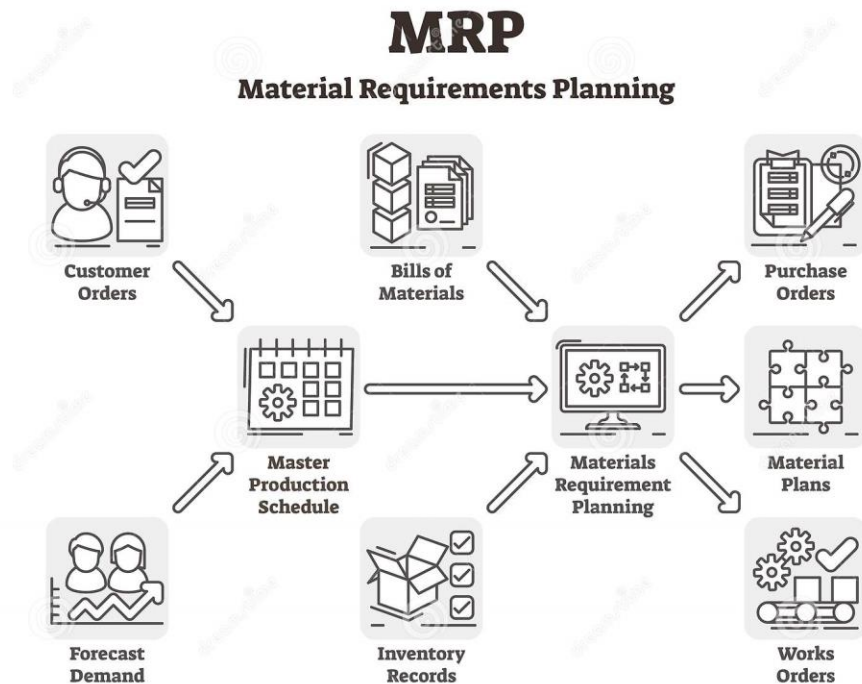 MRP
Material Requirements Planning
Customer
Orders
Bills of
Materials
Purchase
Orders
Master
Production
Schedule
Materials
Requirement
Planning
Material
Plans
Forecast
Demand
Inventory
Records
Works
Orders